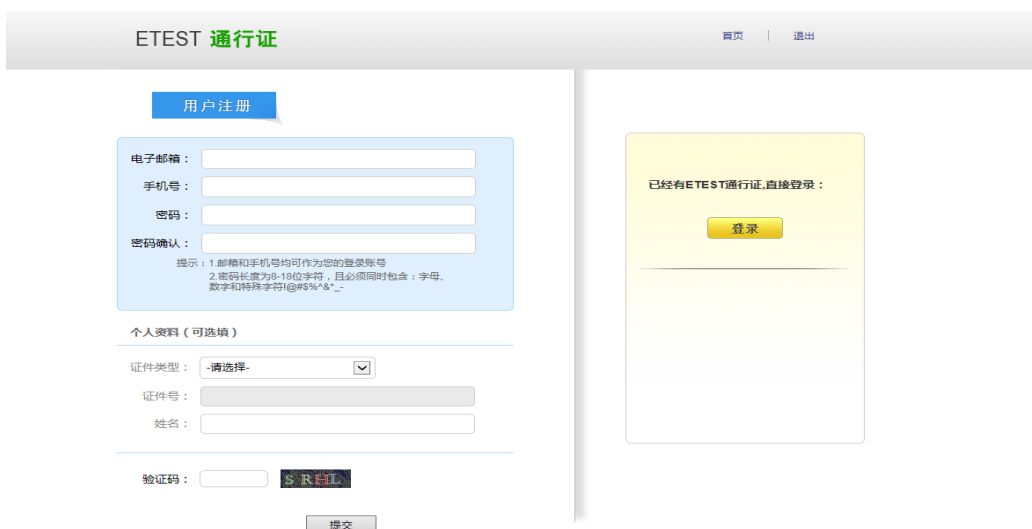 ETEST 通行证
首页
退出
用户注册
电子邮箱：
手机号：
密码：
密码确认：
提示：1.邮箱和手机号均可作为您的登录账号
2.密码长度为8-18位字符，且必须同时包含：字母、
数字和特殊字符!@#$%^&*_-
个人资料（可选填）
证件类型：
-请选择-
证件号：
姓名：
验证码：
S RHL
提交
已经有ETEST通行证,直接登录：
登录